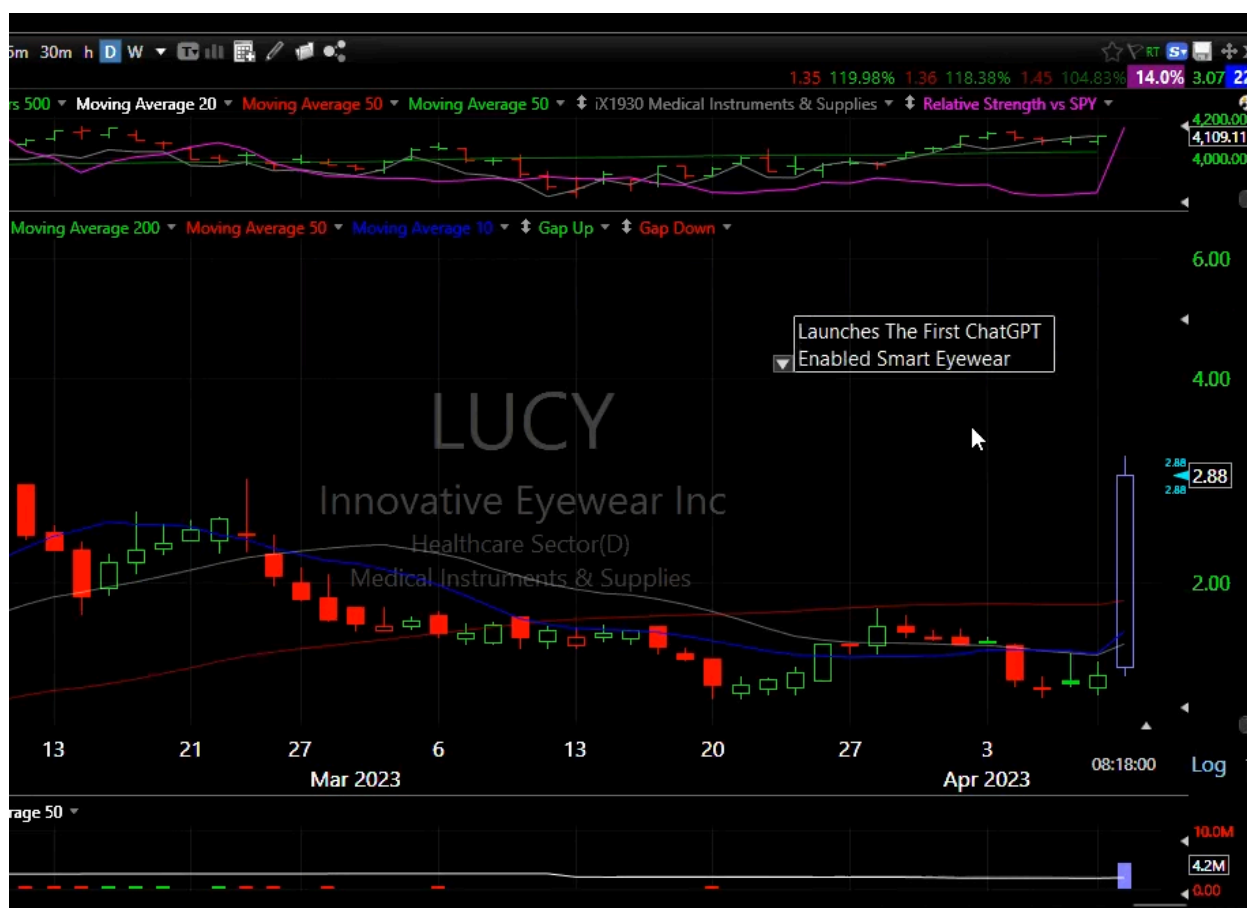 5m 30m h D W
RT S
1.35 119.98% 1.36 118.38% 1.45 104.83% 14.0% 3.07 22
rs 500 Moving Average 20 Moving Average 50 Moving Average 50 iX1930 Medical Instruments & Supplies Relative Strength vs SPY
4,200.00
4,109.11
4,000.00
Moving Average 200 Moving Average 50 Moving Average 10 Gap Up Gap Down
6.00
Launches The First ChatGPT
Enabled Smart Eyewear
4.00
LUCY
2.88
2.88
2.88
Innovative Eyewear Inc
Healthcare Sector(D)
Medical Instruments & Supplies
2.00
13 21 27 6 13 20 27 3
08:18:00 Log
Mar 2023 Apr 2023
rage 50
10.0M
4.2M
0.00